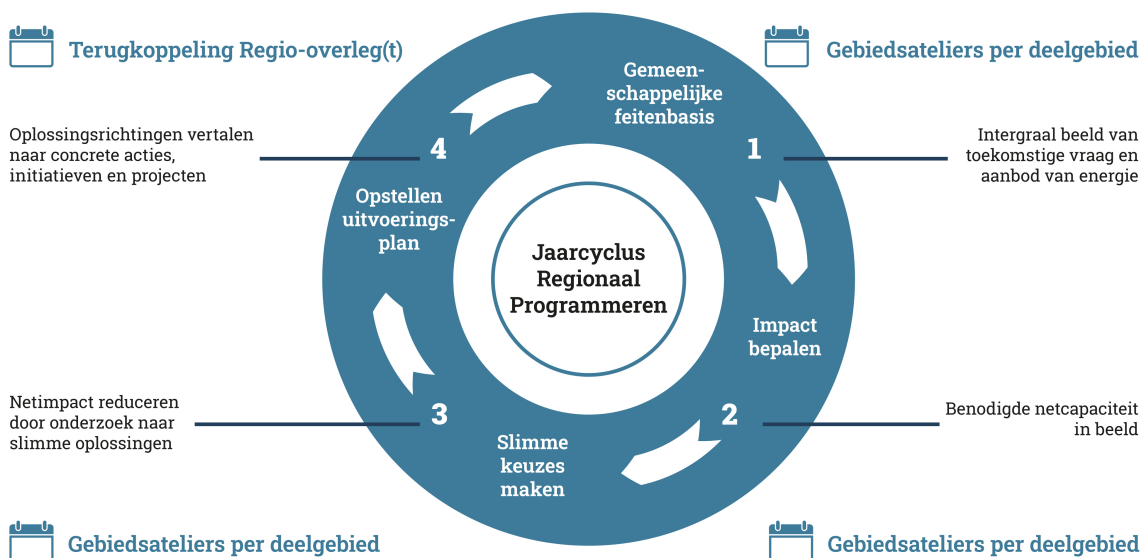 Terugkoppeling Regio-overleg(t)
Gebiedsateliers per deelgebied
Gemeen-
schappelijke
feitenbasis
1
Intergraal beeld van
toekomstige vraag en
aanbod van energie
Impact
bepalen
2
Benodigde netcapaciteit
in beeld
Gebiedsateliers per deelgebied
Slimme
keuzes
maken
3
Netimpact reduceren
door onderzoek naar
slimme oplossingen
Gebiedsateliers per deelgebied
Opstellen
uitvoerings-
plan
4
Oplossingsrichtingen vertalen
naar concrete acties,
initiatieven en projecten
Jaarcyclus
Regionaal
Programmeren